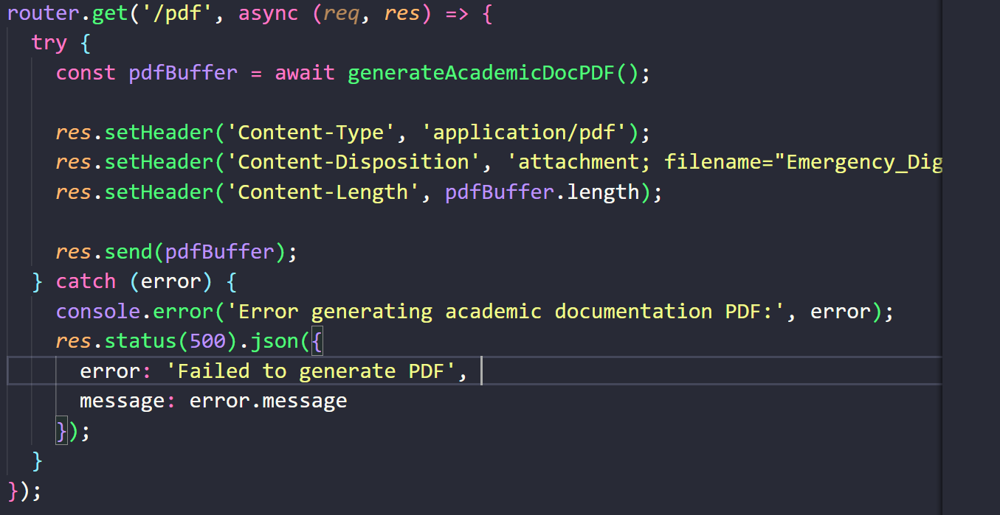 router.get('/pdf', async (req, res) => {
  try {
    const pdfBuffer = await generateAcademicDocPDF();

    res.setHeader('Content-Type', 'application/pdf');
    res.setHeader('Content-Disposition', 'attachment; filename="Emergency_Dig
    res.setHeader('Content-Length', pdfBuffer.length);

    res.send(pdfBuffer);
  } catch (error) {
    console.error('Error generating academic documentation PDF:', error);
    res.status(500).json({
      error: 'Failed to generate PDF',
      message: error.message
    });
  }
});